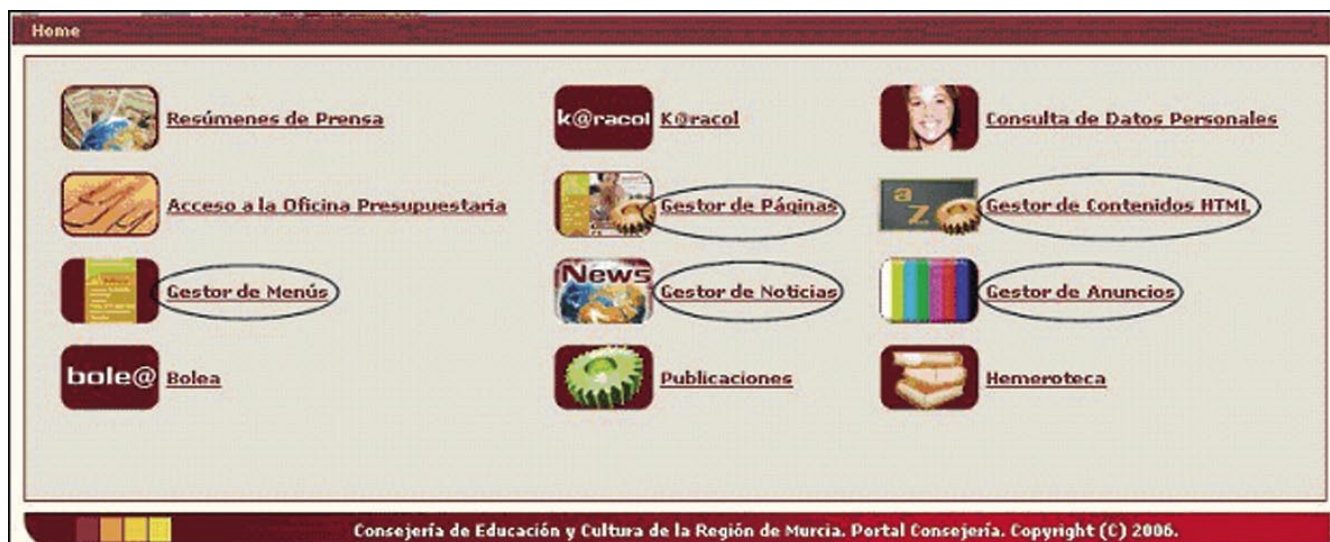 Home
Resúmenes de Prensa
k@racol K@racol
Consulta de Datos Personales
Acceso a la Oficina Presupuestaria
Gestor de Páginas
a
Z
Gestor de Contenidos HTML
Gestor de Menús
News
Gestor de Noticias
Gestor de Anuncios
bole@ Bolea
Publicaciones
Hemeroteca
Consejería de Educación y Cultura de la Región de Murcia. Portal Consejería. Copyright (C) 2006.